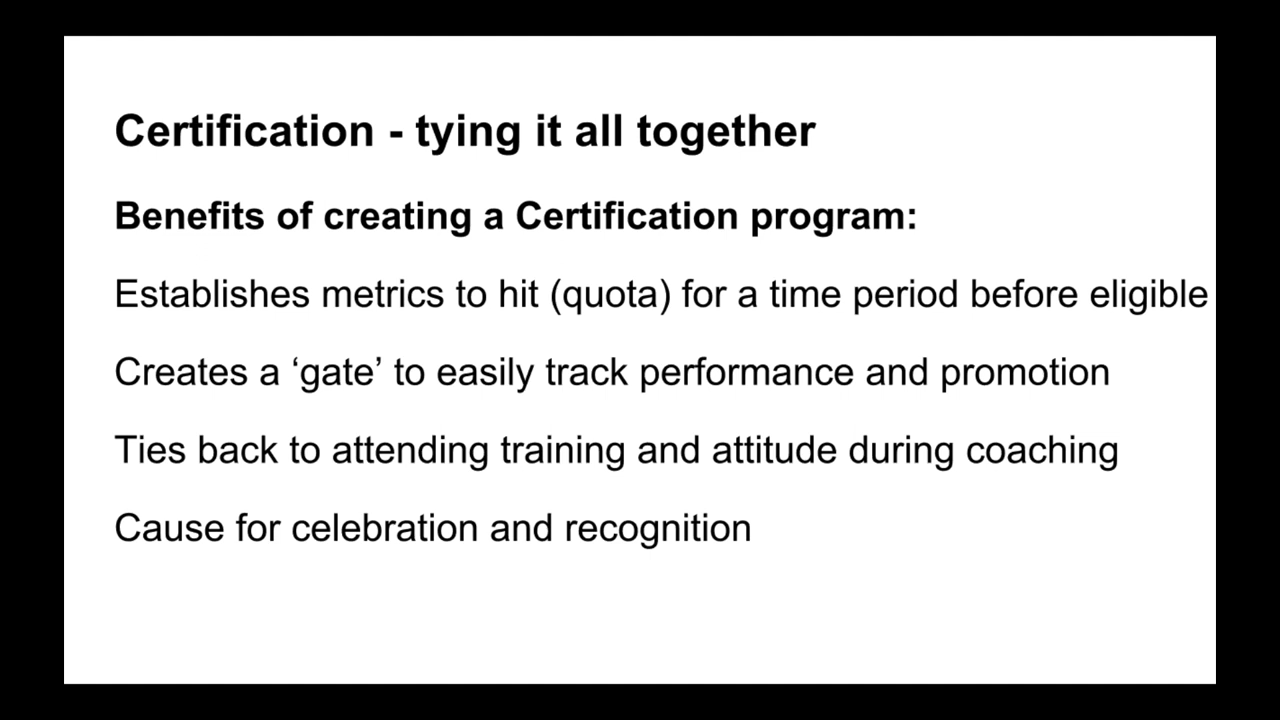 Certification - tying it all together
Benefits of creating a Certification program:
Establishes metrics to hit (quota) for a time period before eligible
Creates a ‘gate’ to easily track performance and promotion
Ties back to attending training and attitude during coaching
Cause for celebration and recognition